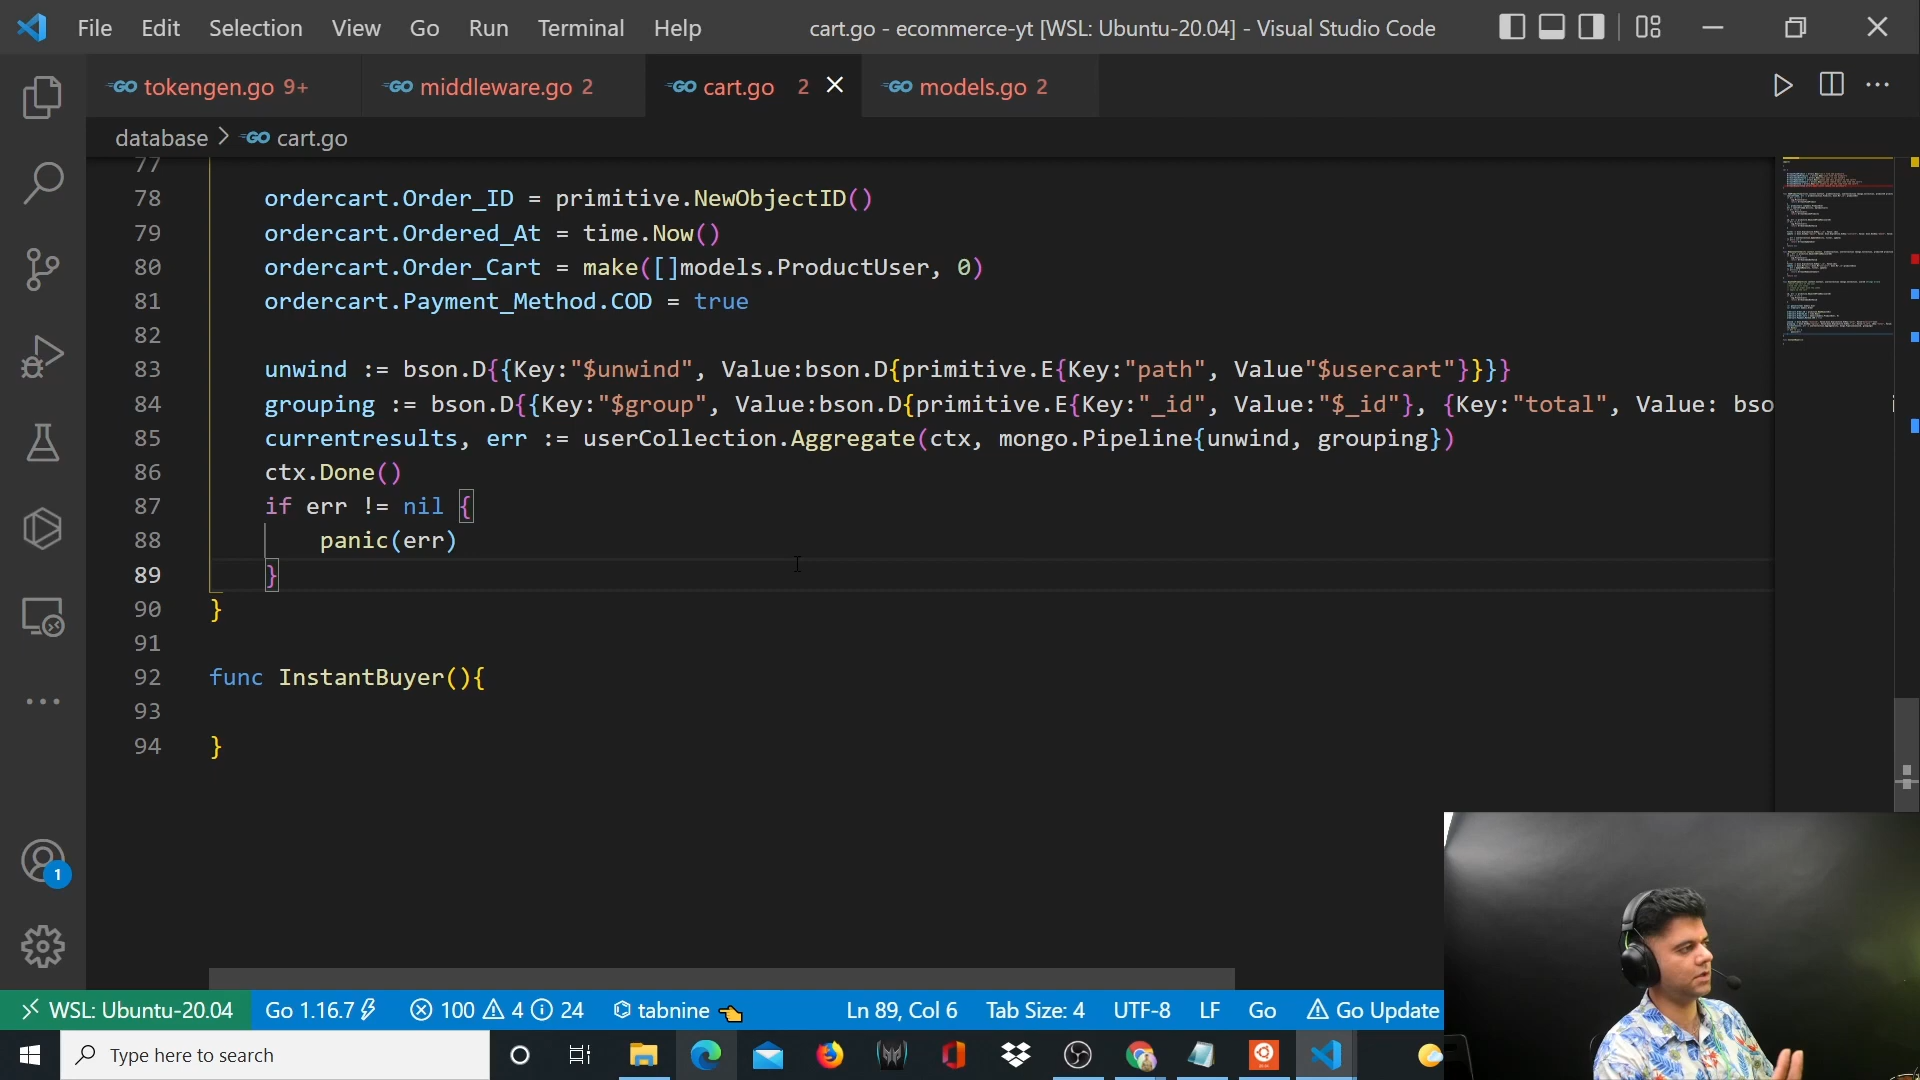 File Edit Selection View Go Run Terminal Help cart.go - ecommerce-yt [WSL: Ubuntu-20.04] - Visual Studio Code
GO tokengen.go 9+ GO middleware.go 2 GO cart.go 2 GO models.go 2
database > GO cart.go
77
78 ordercart.Order_ID = primitive.NewObjectID()
79 ordercart.Ordered_At = time.Now()
80 ordercart.Order_Cart = make([]models.ProductUser, 0)
81 ordercart.Payment_Method.COD = true
82
83 unwind := bson.D{{Key:"$unwind", Value:bson.D{primitive.E{Key:"path", Value"$usercart"}}}}
84 grouping := bson.D{{Key:"$group", Value:bson.D{primitive.E{Key:"_id", Value:"$_id"}, {Key:"total", Value: bso
85 currentresults, err := userCollection.Aggregate(ctx, mongo.Pipeline{unwind, grouping})
86 ctx.Done()
87 if err != nil {
88 panic(err)
89 }
90 }
91
92 func InstantBuyer(){
93
94 }
1
WSL: Ubuntu-20.04 Go 1.16.7 100 4 24 tabnine Ln 89, Col 6 Tab Size: 4 UTF-8 LF Go Go Update
Type here to search